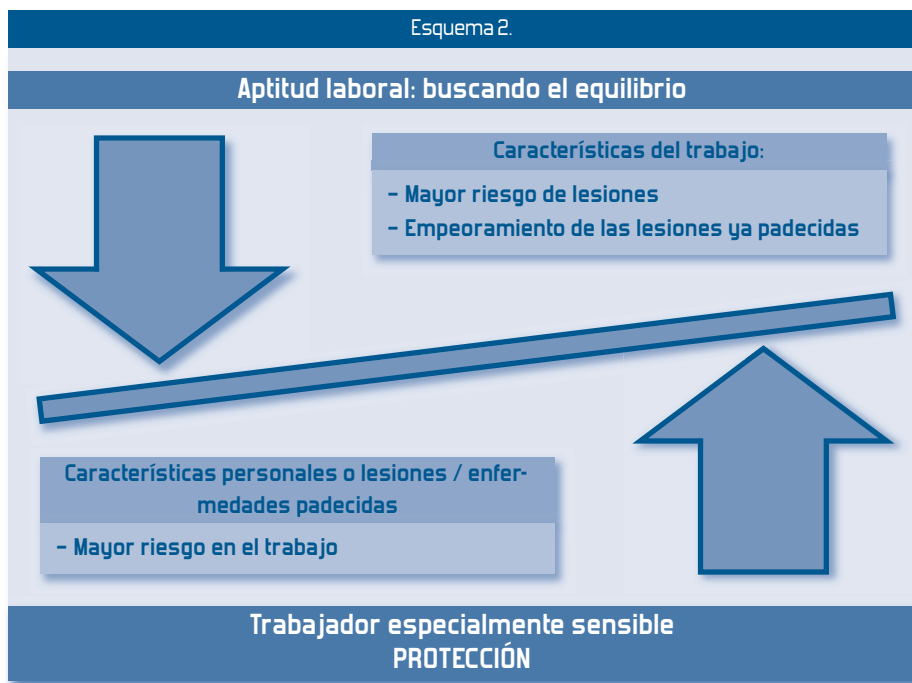 Esquema 2.
Aptitud laboral: buscando el equilibrio
Características del trabajo:
– Mayor riesgo de lesiones
– Empeoramiento de las lesiones ya padecidas
Características personales o lesiones / enfer-
medades padecidas
– Mayor riesgo en el trabajo
Trabajador especialmente sensible
PROTECCIÓN